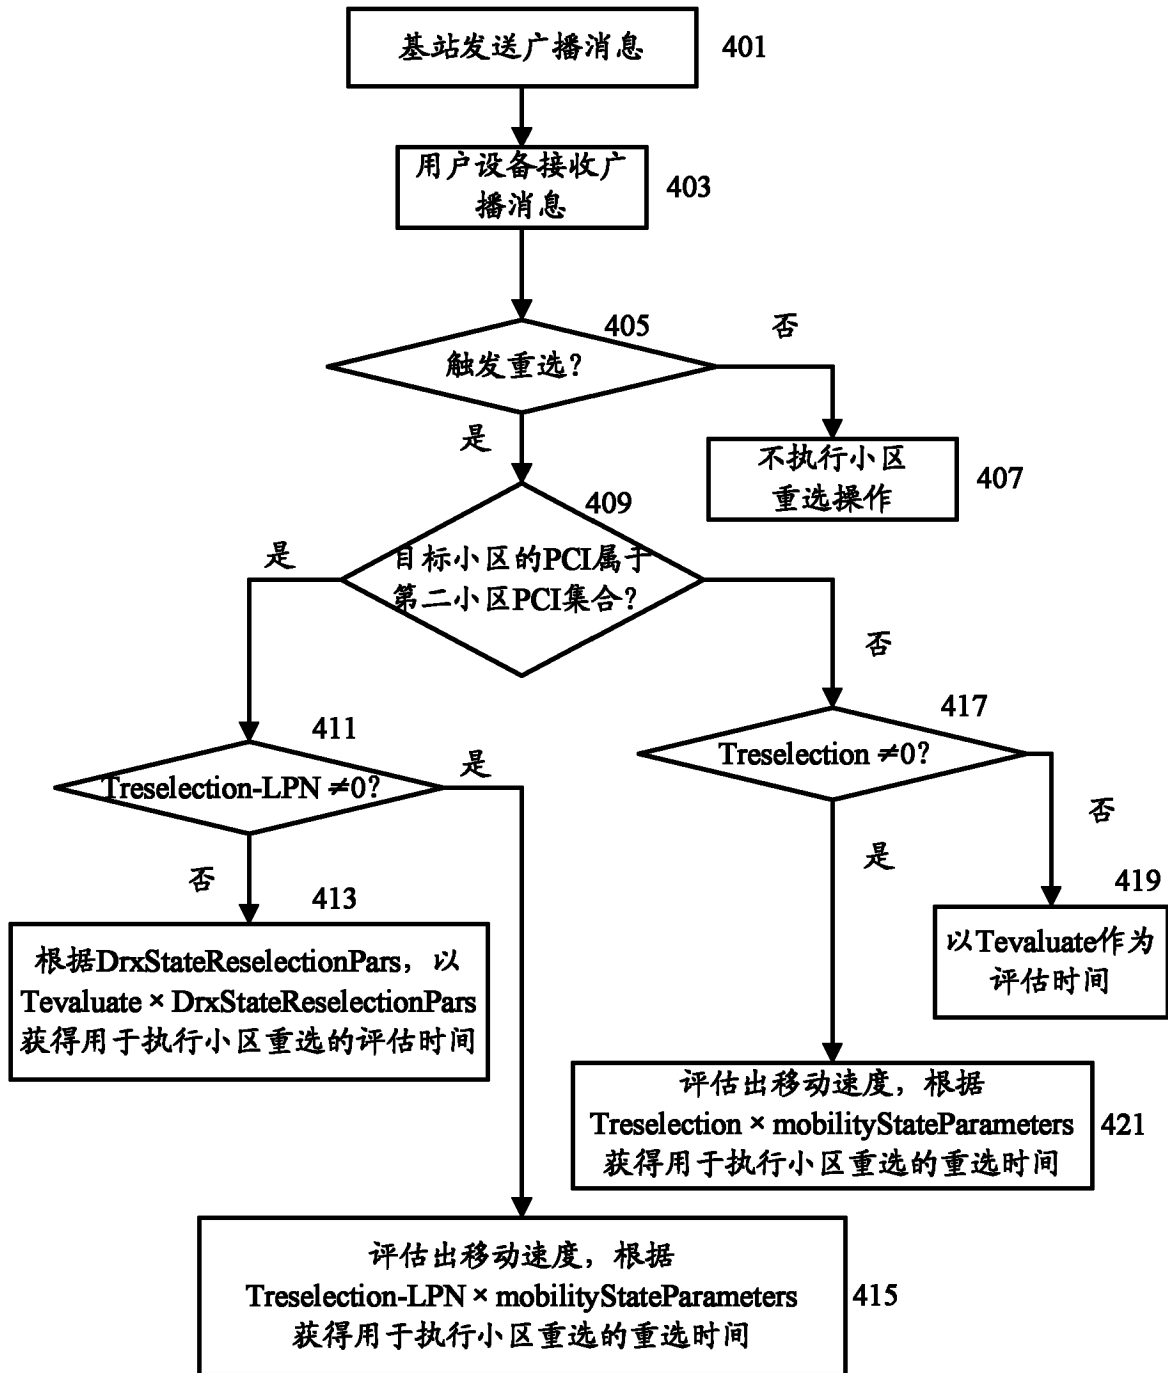 基站发送广播消息
401
用户设备接收广
播消息
403
405
否
触发重选?
是
不执行小区
重选操作
407
409
是
目标小区的PCI属于
第二小区PCI集合?
否
411
417
是
Treselection ≠0?
Treselection-LPN ≠0?
否
是
否
413
419
根据DrxStateReselectionPars，以
Tevaluate × DrxStateReselectionPars
获得用于执行小区重选的评估时间
以Tevaluate作为
评估时间
评估出移动速度，根据
Treselection × mobilityStateParameters
获得用于执行小区重选的重选时间
421
评估出移动速度，根据
Treselection-LPN × mobilityStateParameters
获得用于执行小区重选的重选时间
415